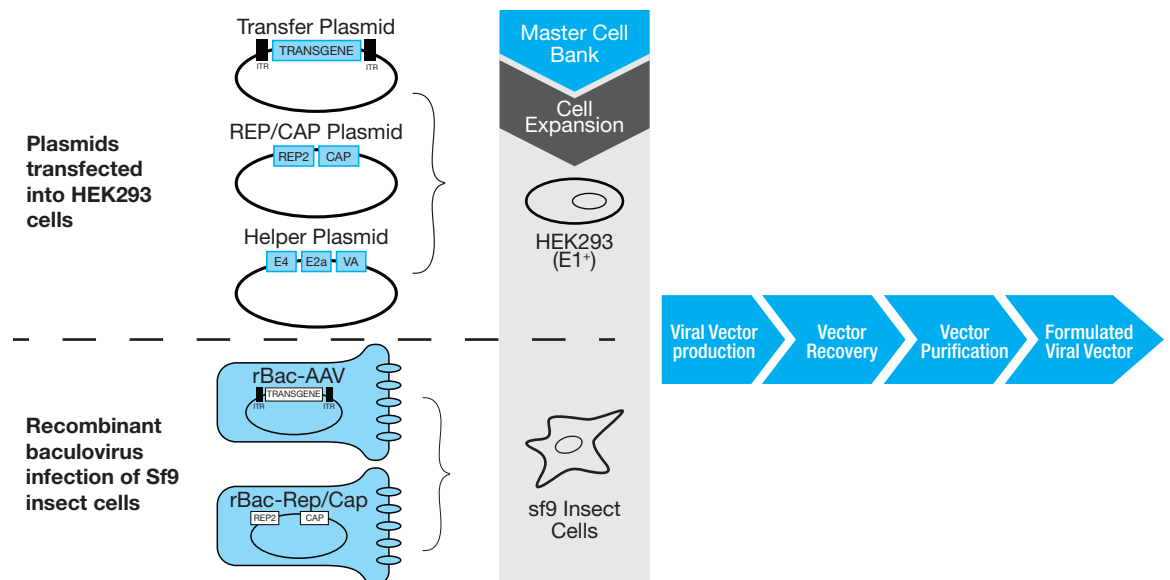 Plasmids
transfected
into HEK293
cells
Transfer Plasmid
TRANSGENE
ITR
ITR
REP/CAP Plasmid
REP2
CAP
Helper Plasmid
E4
E2a
VA
Master Cell
Bank
Cell
Expansion
HEK293
(E1⁺)
Recombinant
baculovirus
infection of Sf9
insect cells
rBac-AAV
TRANSGENE
ITR
ITR
rBac-Rep/Cap
REP2
CAP
sf9 Insect
Cells
Viral Vector
production
Vector
Recovery
Vector
Purification
Formulated
Viral Vector